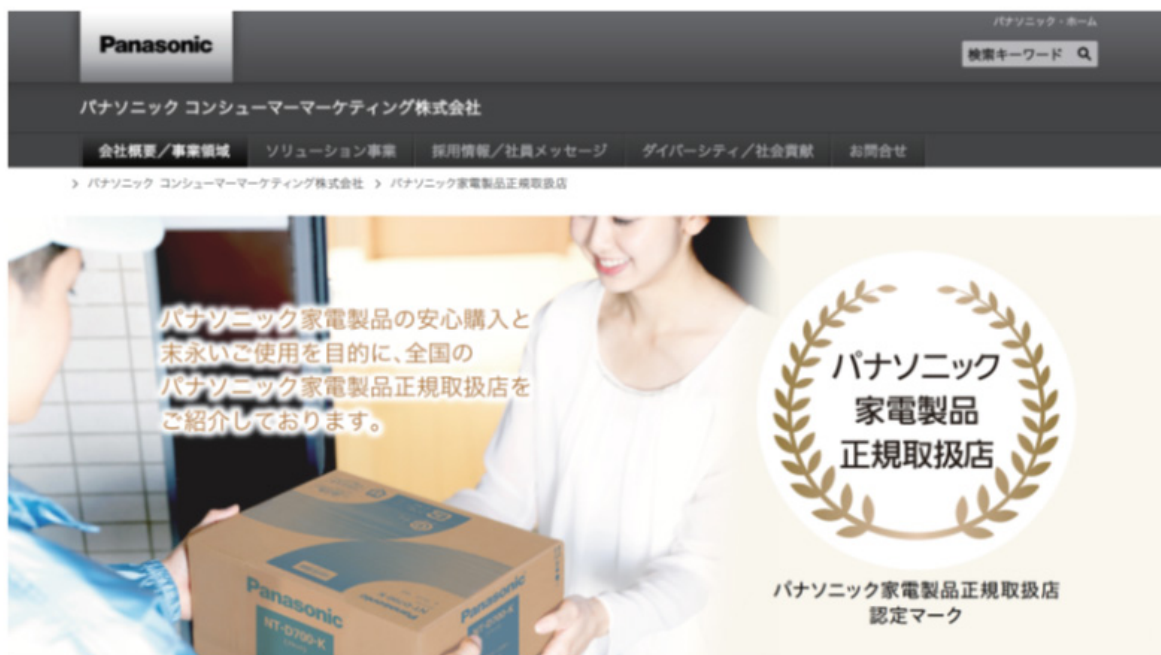 Panasonic
パナソニック・ホーム
検索キーワード
パナソニック コンシューマーマーケティング株式会社
会社概要／事業領域 ソリューション事業 採用情報／社員メッセージ ダイバーシティ／社会貢献 お問合せ
> パナソニック コンシューマーマーケティング株式会社 > パナソニック家電製品正規取扱店
パナソニック家電製品の安心購入と
末永いご使用を目的に、全国の
パナソニック家電製品正規取扱店を
ご紹介しております。
パナソニック
家電製品
正規取扱店
パナソニック家電製品正規取扱店
認定マーク
Panasonic
NT-D700-K
Panasonic
NT-D700-K